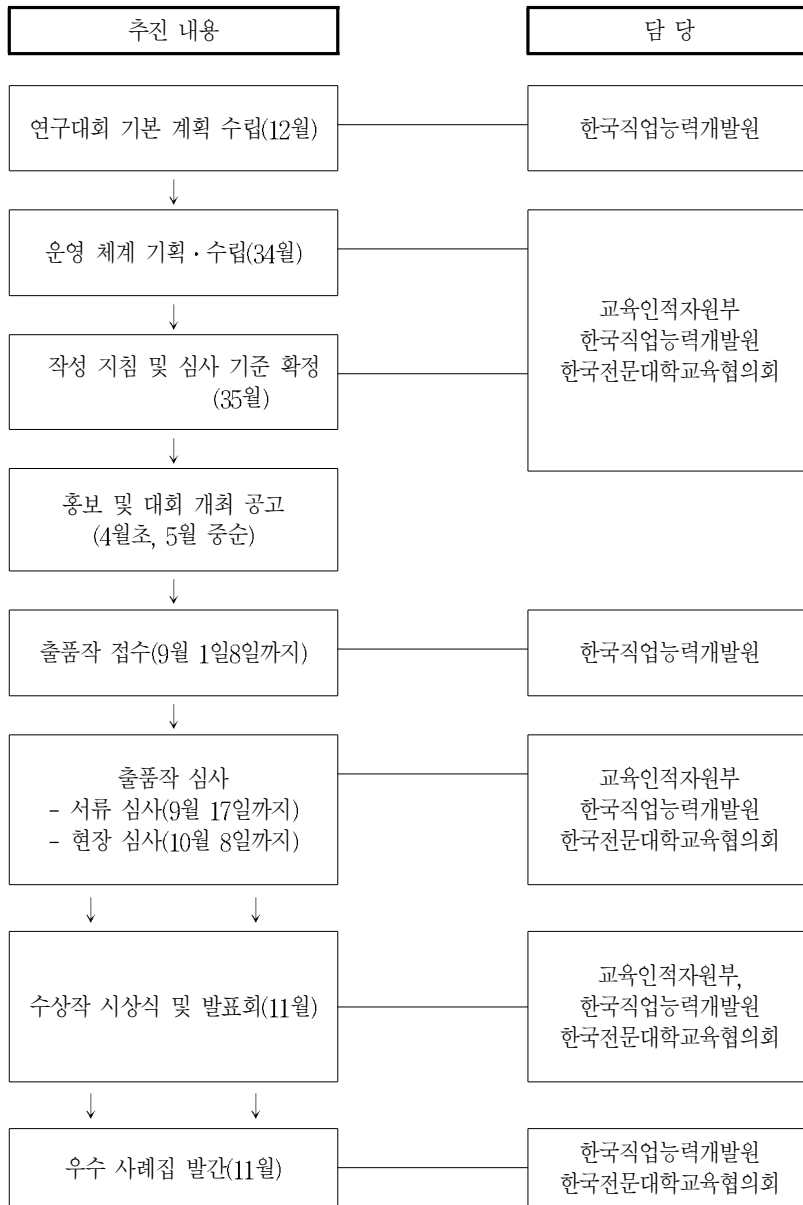 추진 내용
담 당
연구대회 기본 계획 수립(12월)
한국직업능력개발원
운영 체계 기획·수립(34월)
교육인적자원부
한국직업능력개발원
한국전문대학교육협의회
작성 지침 및 심사 기준 확정
(35월)
홍보 및 대회 개최 공고
(4월초, 5월 중순)
출품작 접수(9월 1일8일까지)
한국직업능력개발원
출품작 심사
- 서류 심사(9월 17일까지)
- 현장 심사(10월 8일까지)
교육인적자원부
한국직업능력개발원
한국전문대학교육협의회
수상작 시상식 및 발표회(11월)
교육인적자원부,
한국직업능력개발원
한국전문대학교육협의회
우수 사례집 발간(11월)
한국직업능력개발원
한국전문대학교육협의회